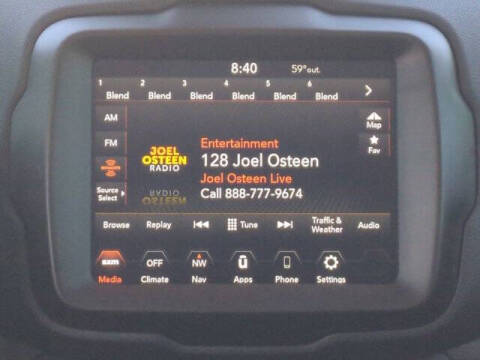 8:40 59°out.
1 2 3 4 5 6
Blend Blend Blend Blend Blend Blend
AM
FM
Source Select
JOEL
OSTEEN
RADIO
Entertainment
128 Joel Osteen
Joel Osteen Live
Call 888-777-9674
Map
Fav
Browse Replay Tune Traffic & Weather Audio
OFF NW ū
Media Climate Nav Apps Phone Settings